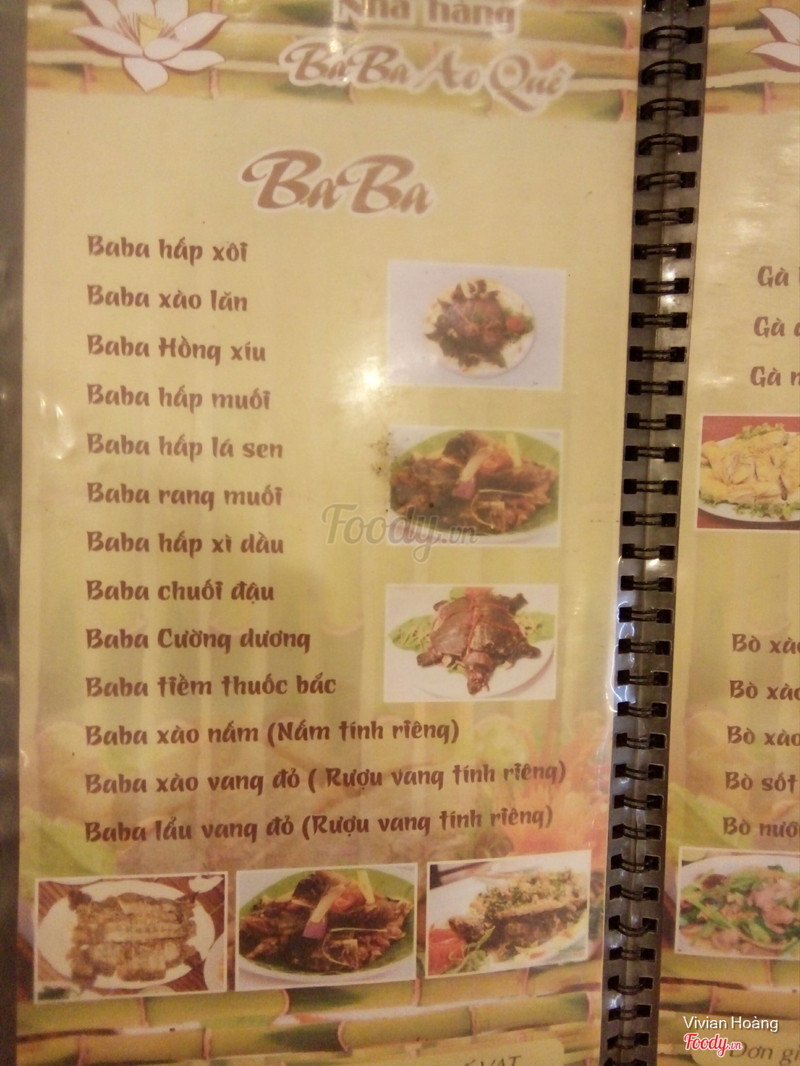 Nhà hàng
BaBa Ao Quê
BaBa
Baba hấp xôi
Baba xào lăn
Baba Hồng xíu
Baba hấp muối
Baba hấp lá sen
Baba rang muối
Baba hấp xì dầu
Baba chuối đậu
Baba Cường dương
Baba tiềm thuốc bắc
Baba xào nấm (Nấm tính riêng)
Baba xào vang đỏ ( Rượu vang tính riêng)
Baba lẩu vang đỏ (Rượu vang tính riêng)
VAT
Gà
Gà
Gà
Bò xào
Bò xào
Bò xào
Bò sốt
Bò
Đơn
Foody.vn
Vivian Hoàng
Foody.vn